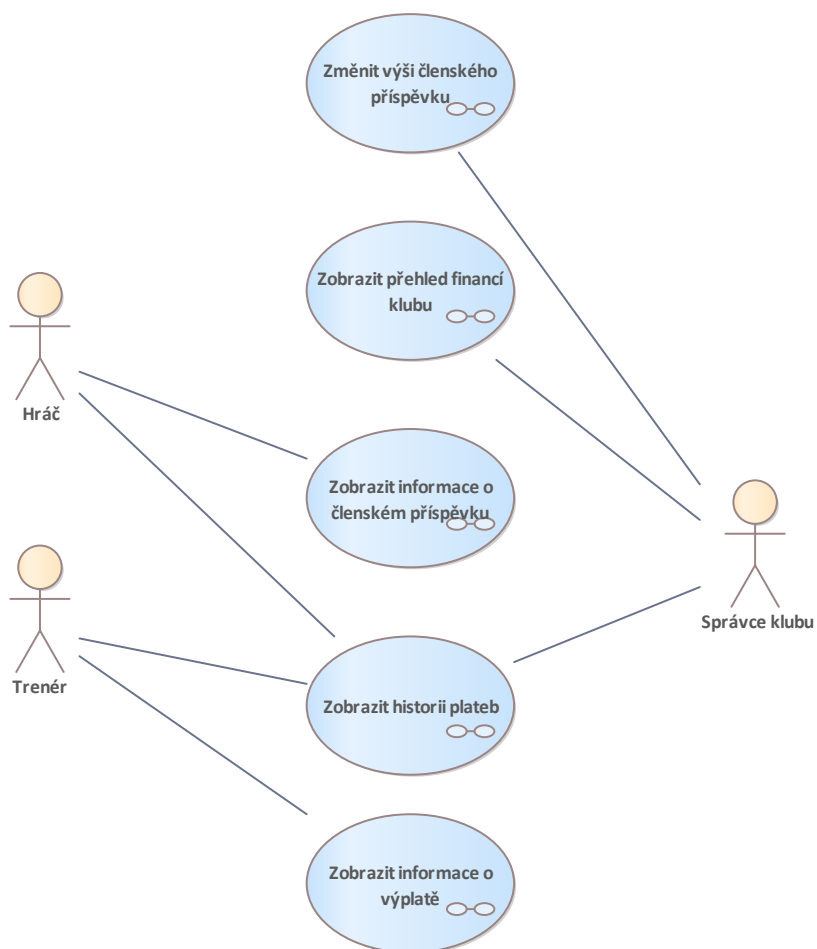 Změnit výši členského
příspěvku
Zobrazit přehled financí
klubu
Hráč
Zobrazit informace o
členském příspěvku
Správce klubu
Trenér
Zobrazit historii plateb
Zobrazit informace o
výplatě